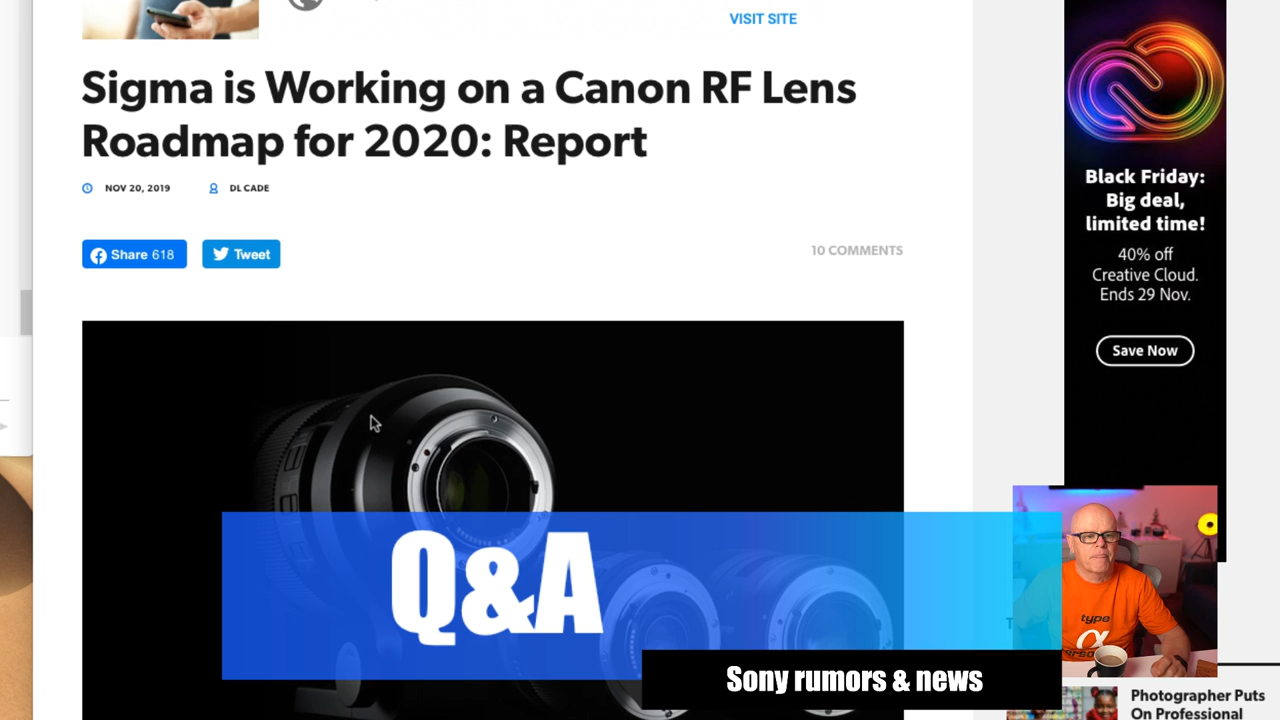 VISIT SITE
Sigma is Working on a Canon RF Lens
Roadmap for 2020: Report
NOV 20, 2019 DL CADE
Share 618 Tweet
10 COMMENTS
Black Friday:
Big deal,
limited time!
40% off
Creative Cloud.
Ends 29 Nov.
Save Now
Q&A
Sony rumors & news
type
α
Photographer Puts
On Professional